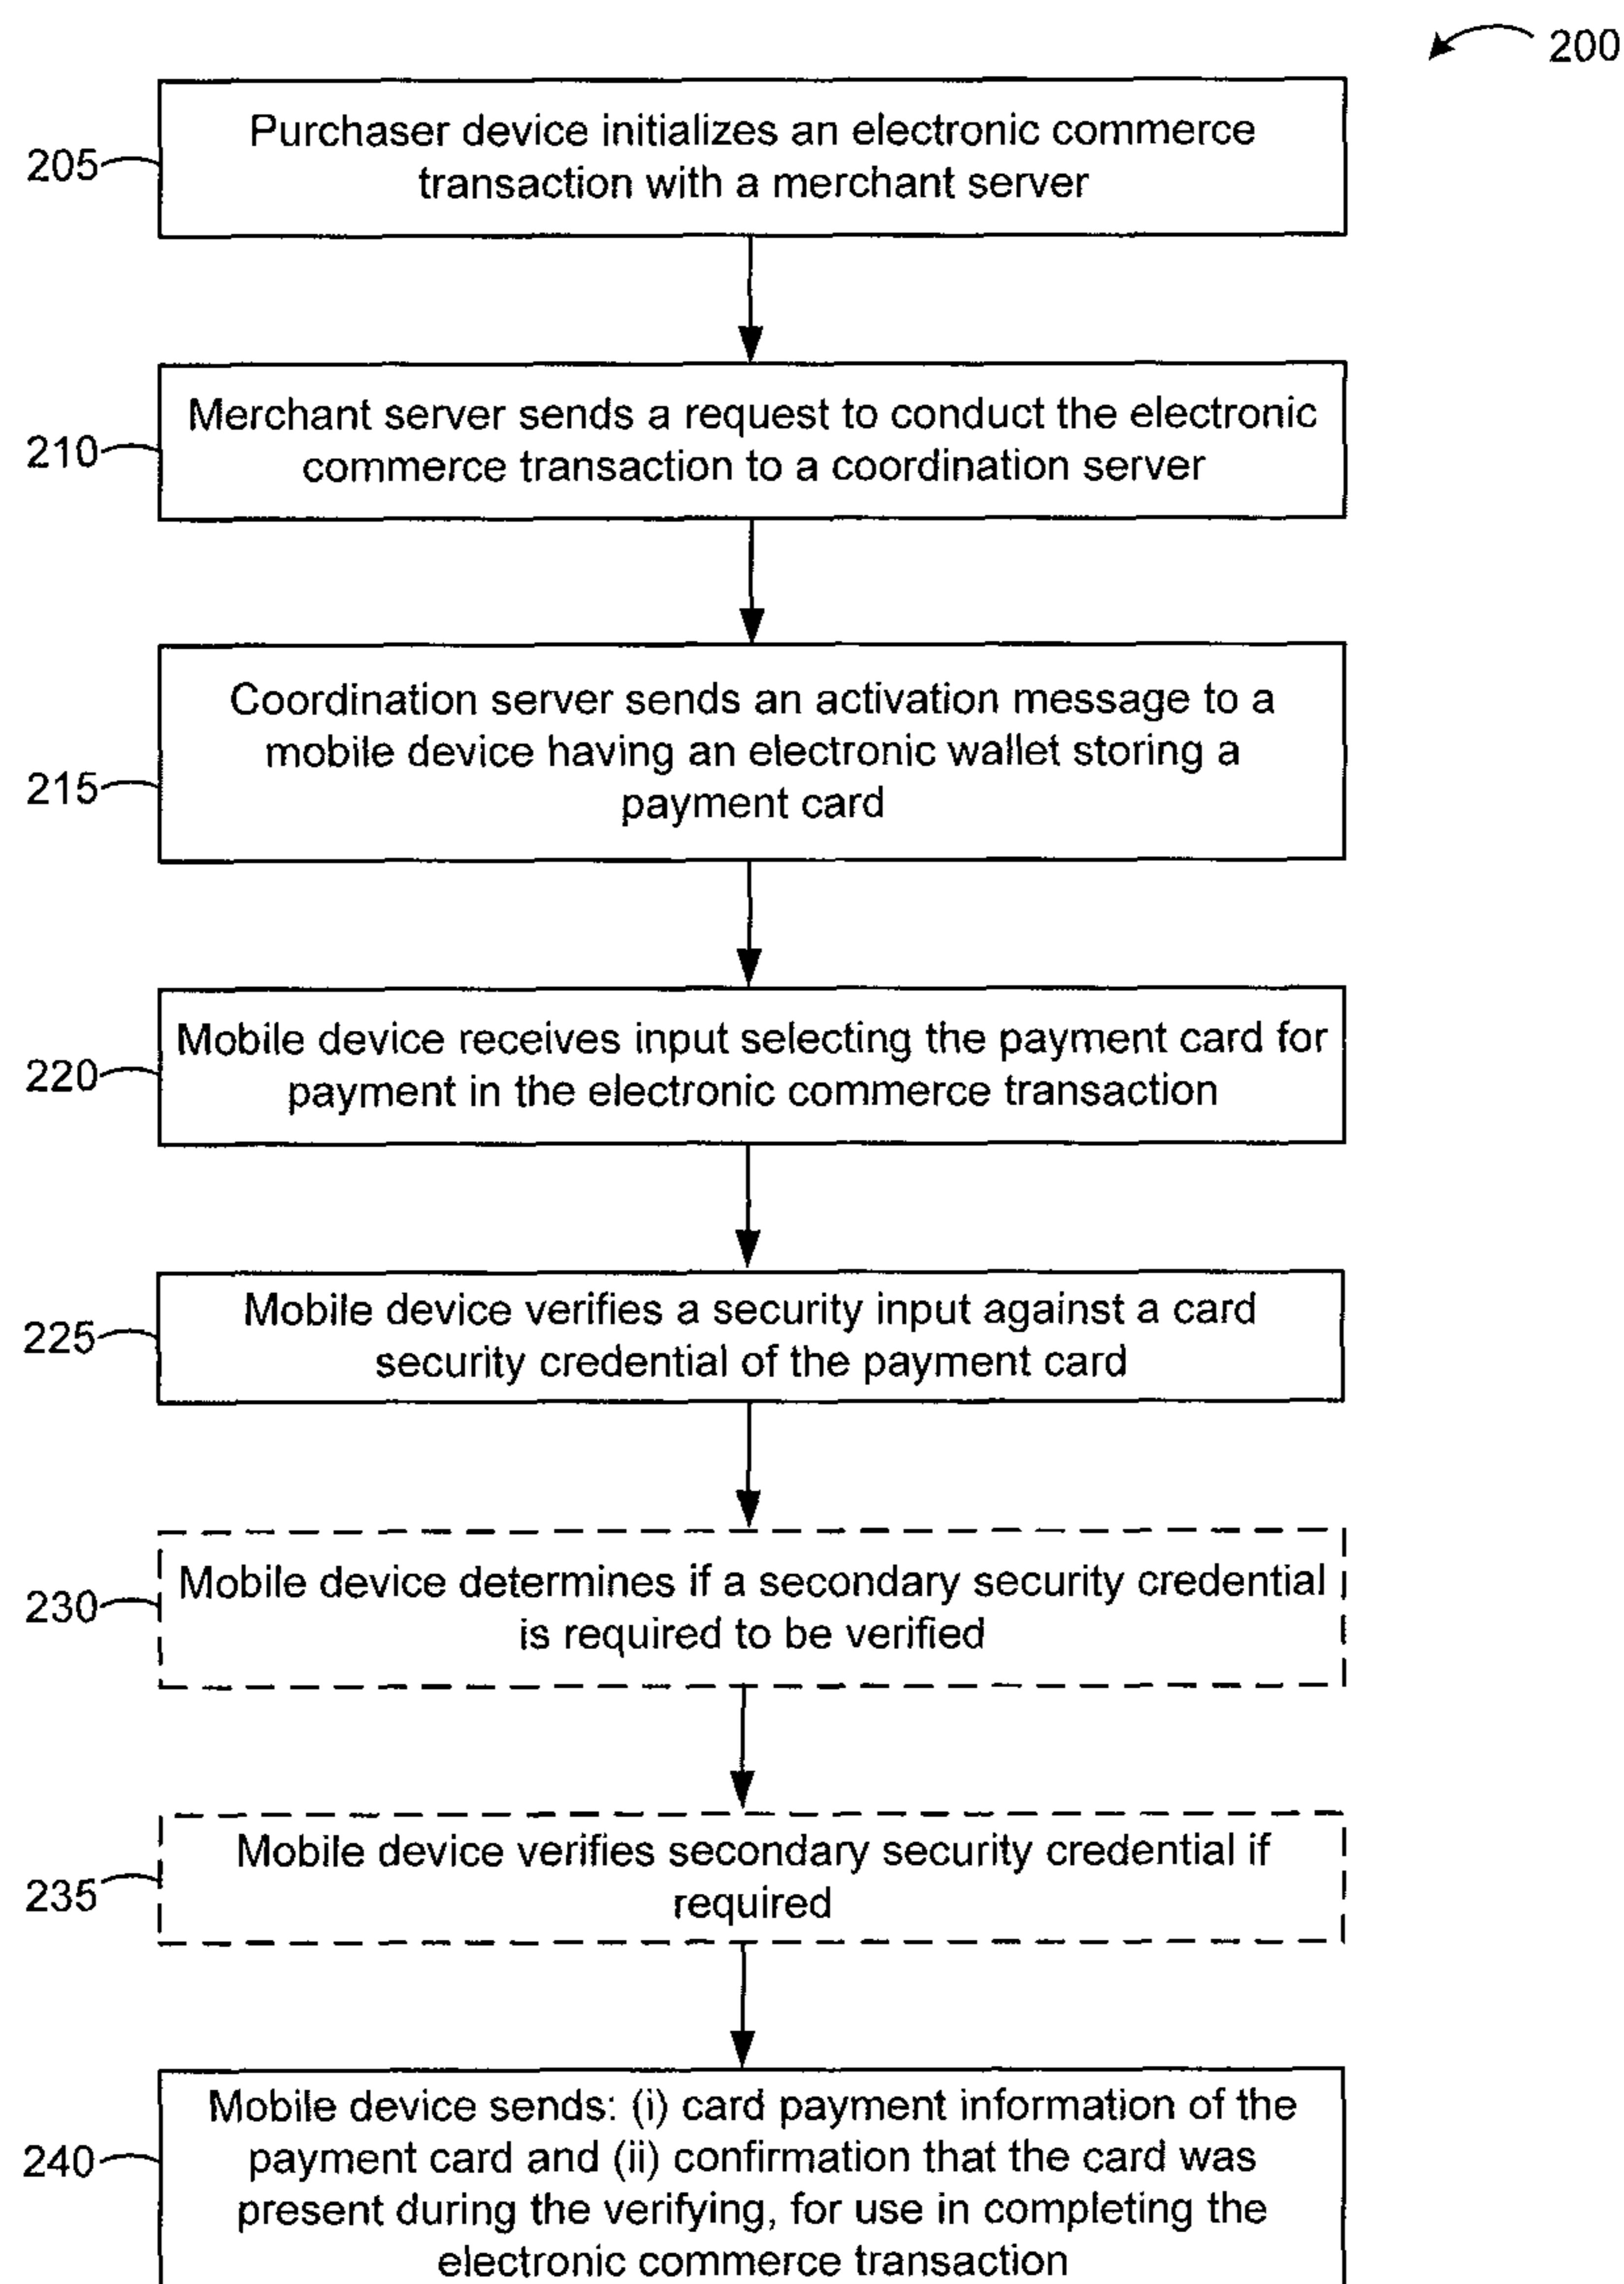 200
205
Purchaser device initializes an electronic commerce
transaction with a merchant server
210
Merchant server sends a request to conduct the electronic
commerce transaction to a coordination server
215
Coordination server sends an activation message to a
mobile device having an electronic wallet storing a
payment card
220
Mobile device receives input selecting the payment card for
payment in the electronic commerce transaction
225
Mobile device verifies a security input against a card
security credential of the payment card
230
Mobile device determines if a secondary security credential
is required to be verified
235
Mobile device verifies secondary security credential if
required
240
Mobile device sends: (i) card payment information of the
payment card and (ii) confirmation that the card was
present during the verifying, for use in completing the
electronic commerce transaction